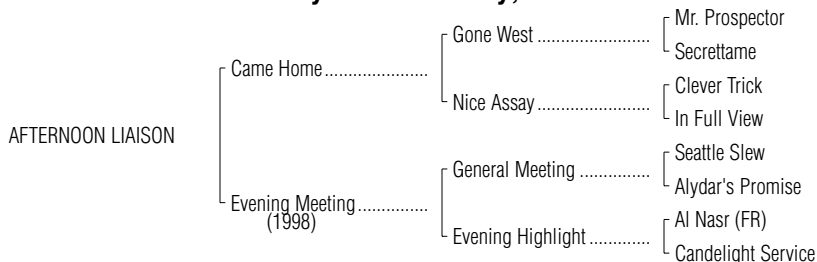 Mr. Prospector
Gone West
Secrettame
Came Home
Clever Trick
Nice Assay
In Full View
AFTERNOON LIAISON
Seattle Slew
General Meeting
Alydar's Promise
Evening Meeting
(1998)
Al Nasr (FR)
Evening Highlight
Candelight Service